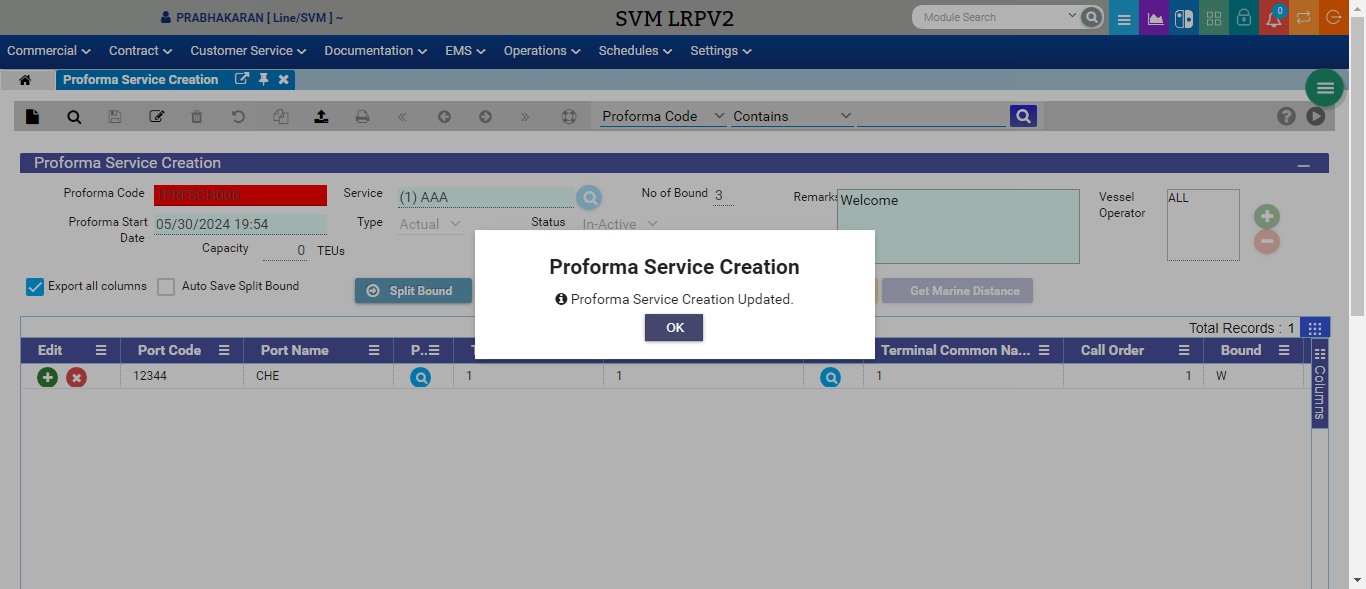 PRABHAKARAN [ Line/SVM ] ~
SVM LRPV2
Module Search
0
Commercial Contract Customer Service Documentation EMS Operations Schedules Settings
Proforma Service Creation
Proforma Code Contains
Proforma Service Creation
Proforma Code
Service (1) AAA
No of Bound 3
Remarks Welcome
Vessel Operator ALL
Proforma Start Date 05/30/2024 19:54
Type Actual
Status In-Active
Capacity 0 TEUs
Export all columns Auto Save Split Bound Split Bound Get Marine Distance
Proforma Service Creation
Proforma Service Creation Updated.
OK
Total Records : 1
Edit Port Code Port Name P.. Terminal Common Na... Call Order Bound
12344 CHE 1 1 1 1 W
Columns